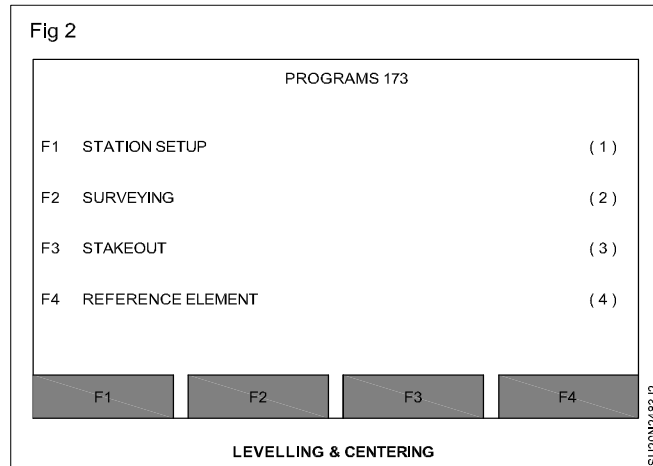 Fig 2
PROGRAMS 173
F1 STATION SETUP (1)
F2 SURVEYING (2)
F3 STAKEOUT (3)
F4 REFERENCE ELEMENT (4)
F1 F2 F3 F4
LEVELLING & CENTERING